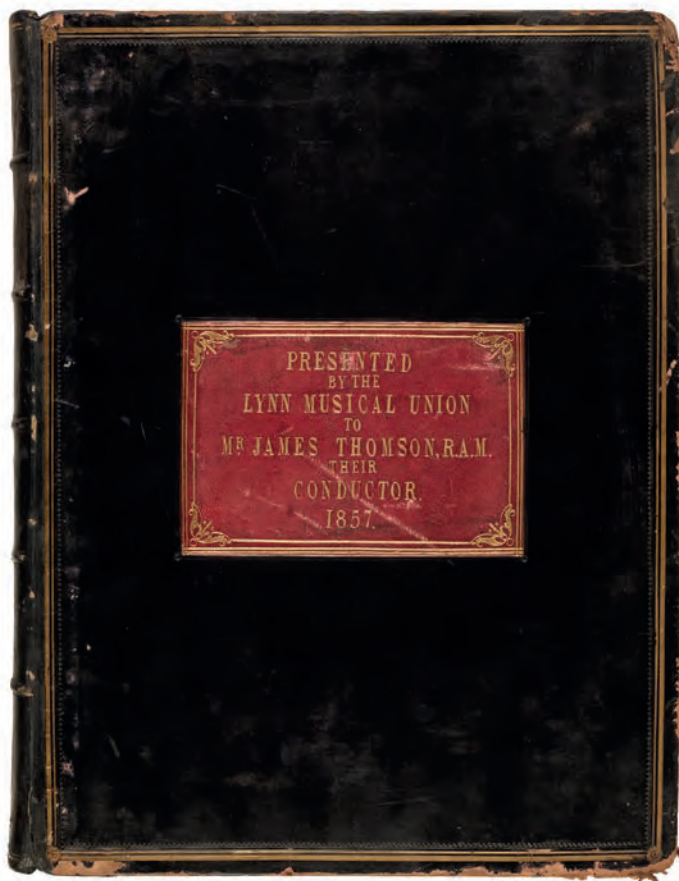 PRESENTED
BY THE
LYNN MUSICAL UNION
TO
MR JAMES THOMSON, R.A.M.
THEIR
CONDUCTOR.
1857.